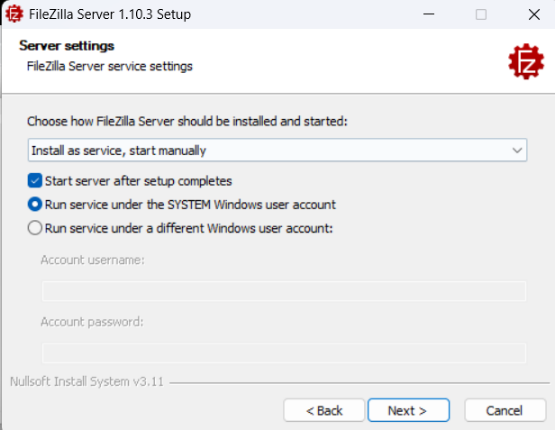 FileZilla Server 1.10.3 Setup
Server settings
FileZilla Server service settings
Fz
Choose how FileZilla Server should be installed and started:
Install as service, start manually
Start server after setup completes
Run service under the SYSTEM Windows user account
Run service under a different Windows user account:
Account username:
Account password:
Nullsoft Install System v3.11
< Back
Next >
Cancel